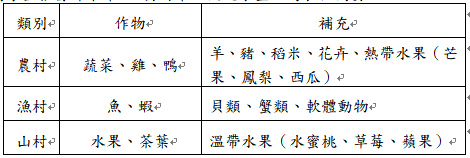 類別 作物 補充
農村 蔬菜、雞、鴨 羊、豬、稻米、花卉、熱帶水果（芒
果、鳳梨、西瓜）
漁村 魚、蝦 貝類、蟹類、軟體動物
山村 水果、茶葉 溫帶水果（水蜜桃、草莓、蘋果）